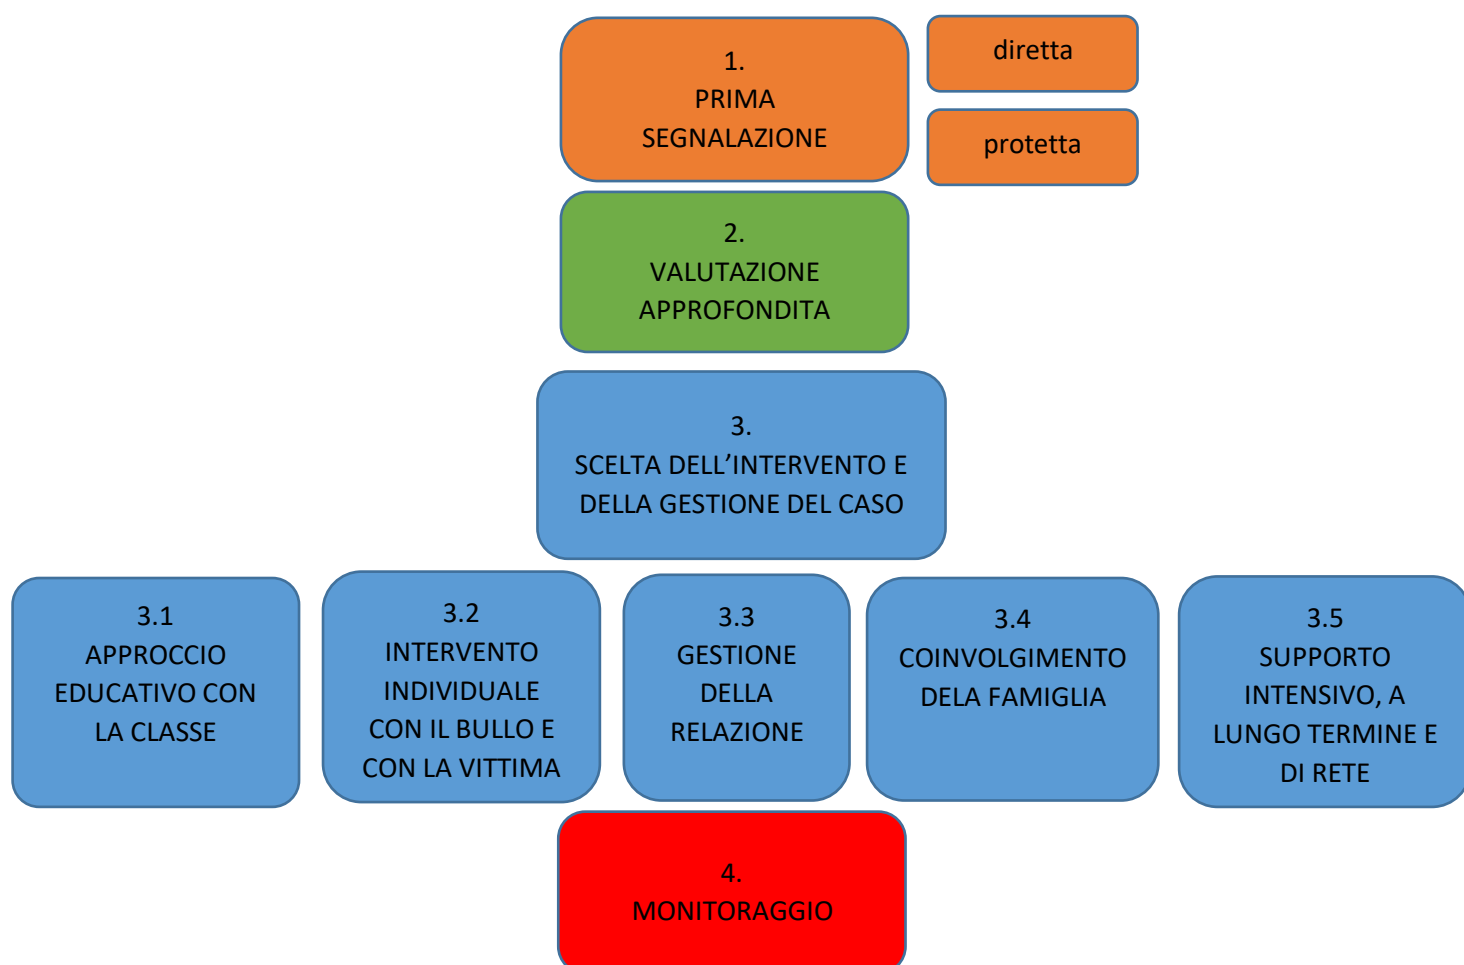 1.
PRIMA
SEGNALAZIONE
diretta
protetta
2.
VALUTAZIONE
APPROFONDITA
3.
SCELTA DELL’INTERVENTO E
DELLA GESTIONE DEL CASO
3.1
APPROCCIO
EDUCATIVO CON
LA CLASSE
3.2
INTERVENTO
INDIVIDUALE
CON IL BULLO E
CON LA VITTIMA
3.3
GESTIONE
DELLA
RELAZIONE
3.4
COINVOLGIMENTO
DELA FAMIGLIA
3.5
SUPPORTO
INTENSIVO, A
LUNGO TERMINE E
DI RETE
4.
MONITORAGGIO